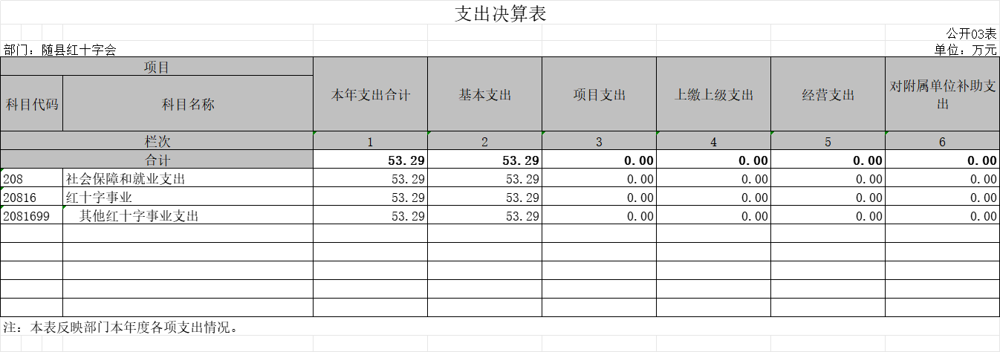 支出决算表
公开03表
部门：随县红十字会 单位：万元
项目 本年支出合计 基本支出 项目支出 上缴上级支出 经营支出 对附属单位补助支出
科目代码 科目名称
栏次 1 2 3 4 5 6
合计 53.29 53.29 0.00 0.00 0.00 0.00
208 社会保障和就业支出 53.29 53.29 0.00 0.00 0.00 0.00
20816 红十字事业 53.29 53.29 0.00 0.00 0.00 0.00
2081699 其他红十字事业支出 53.29 53.29 0.00 0.00 0.00 0.00
注：本表反映部门本年度各项支出情况。